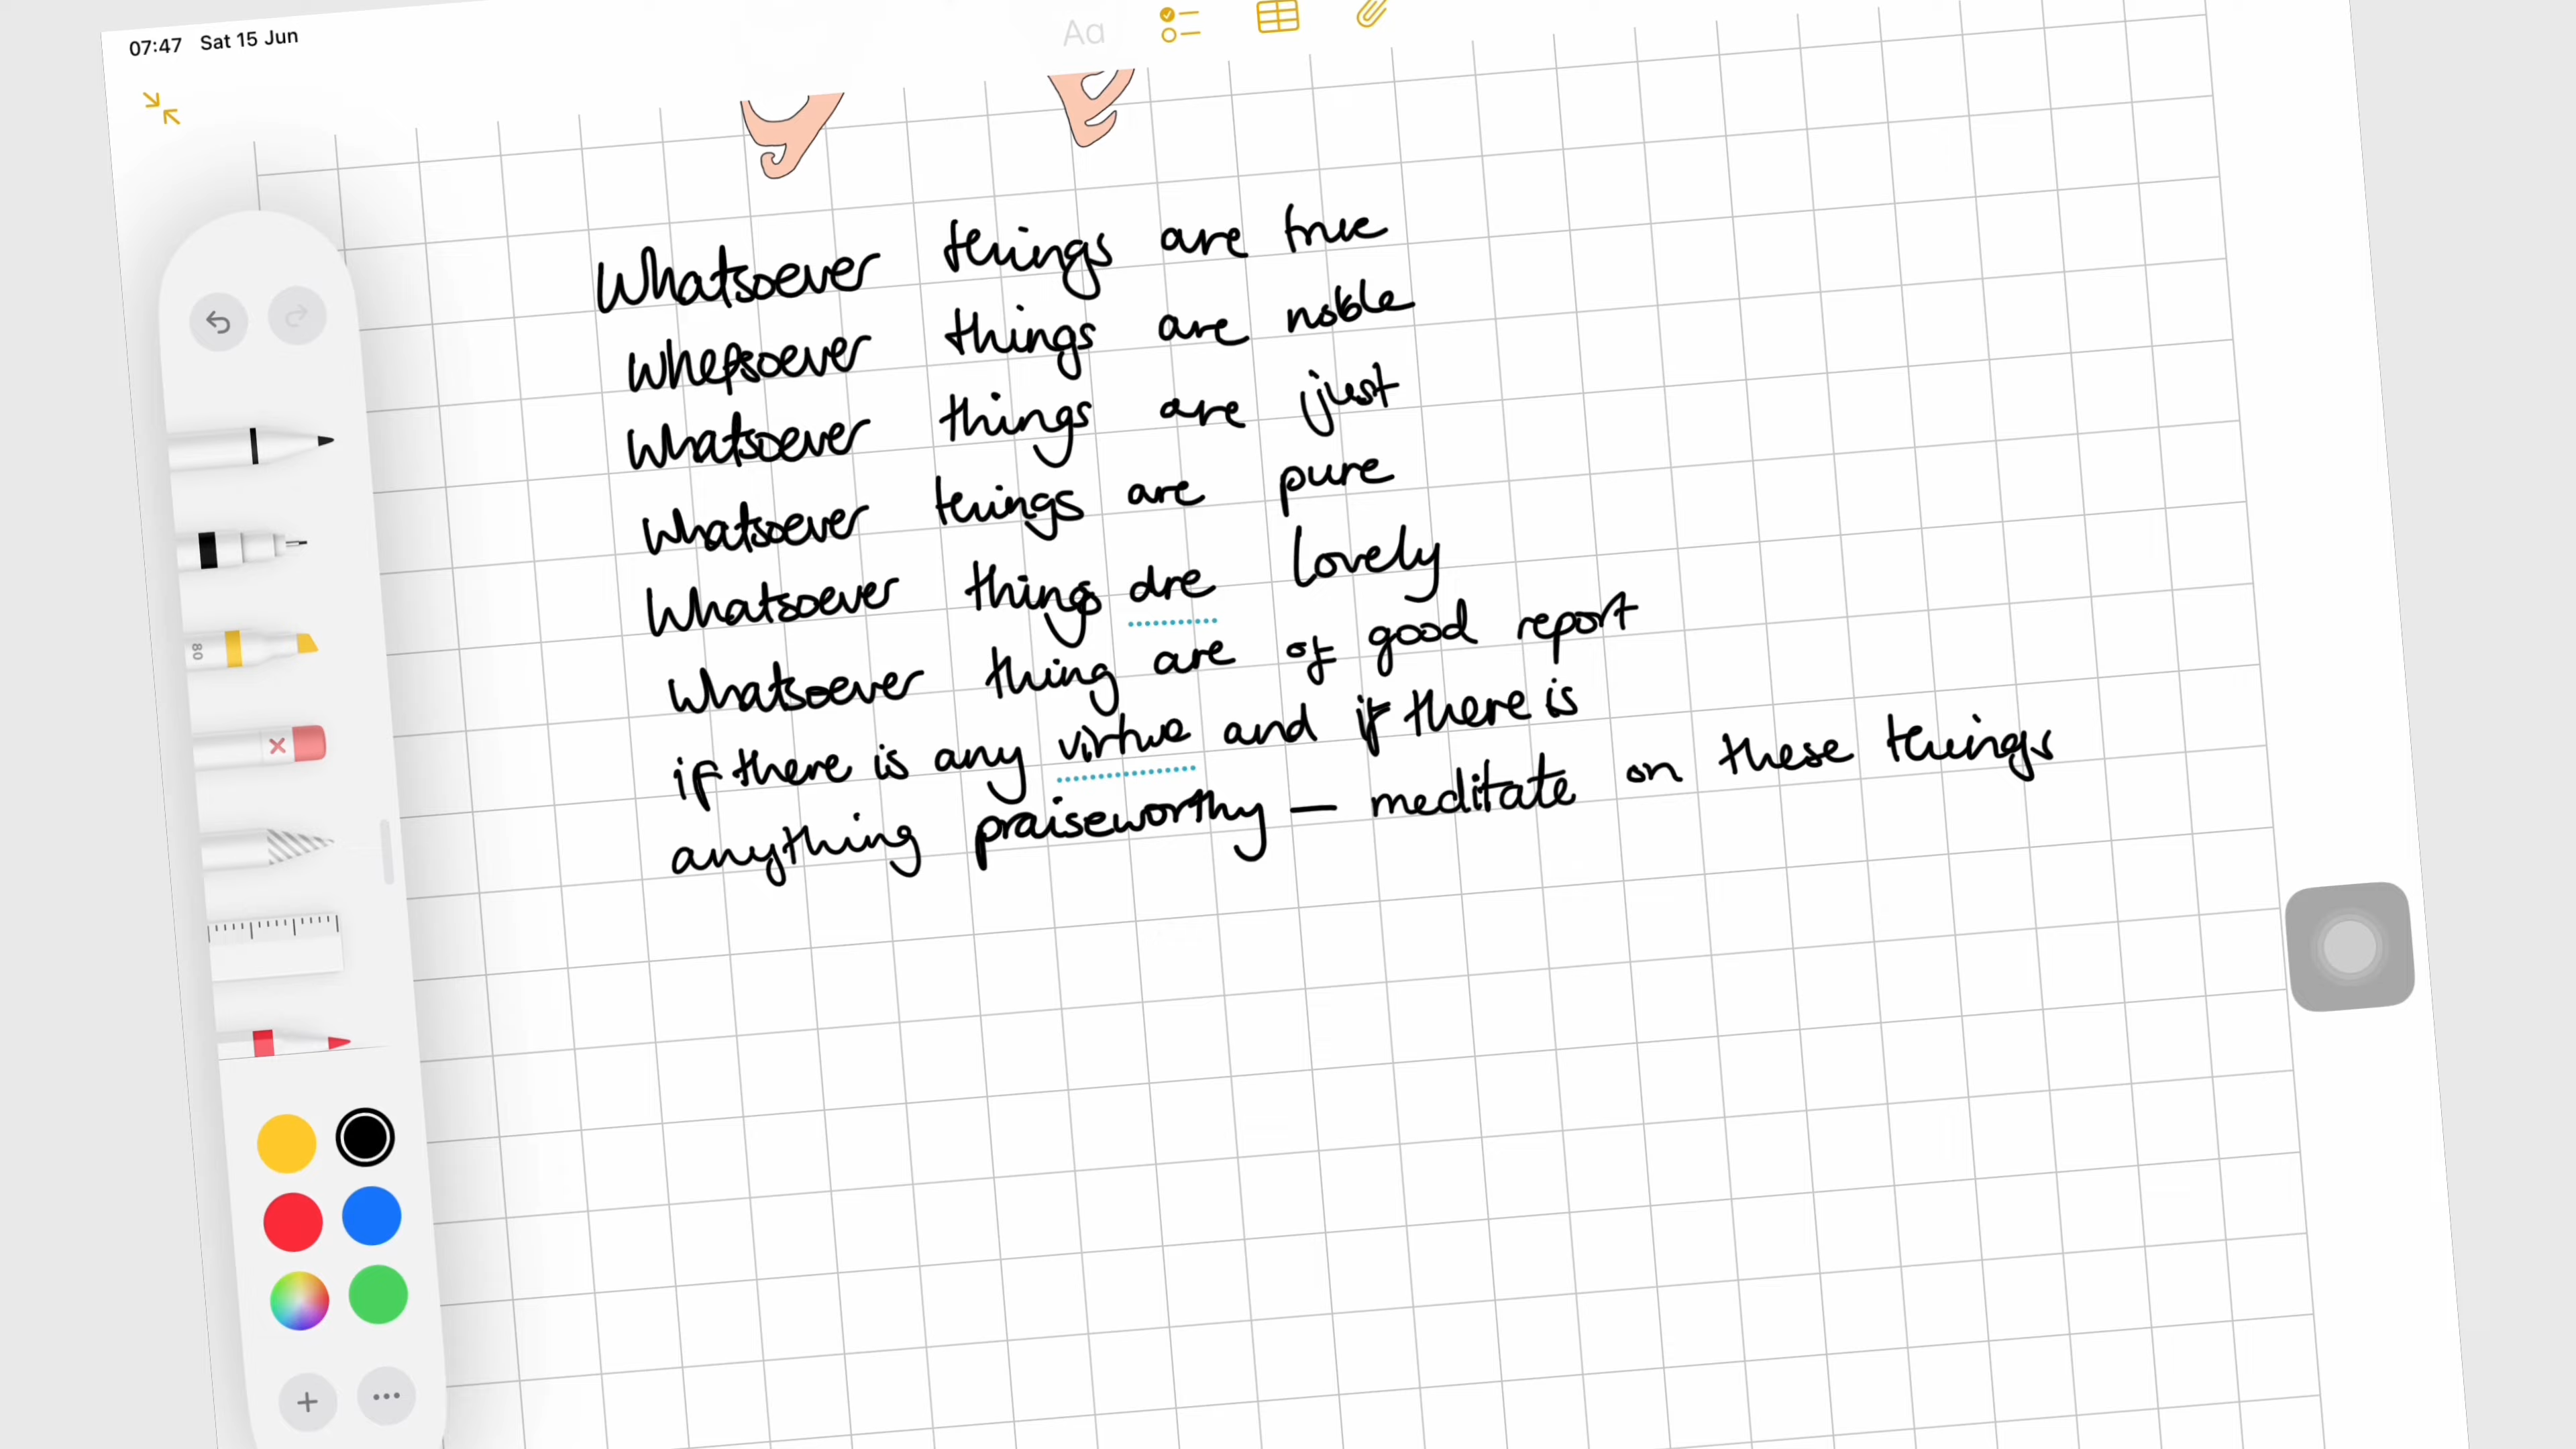 07:47 Sat 15 Jun
Aa
Whatsoever things are true
Whatsoever things are noble
Whatsoever things are just
Whatsoever things are pure
Whatsoever things are lovely
Whatsoever thing are of good report
if there is any virtue and if there is
anything praiseworthy — meditate on these things
80